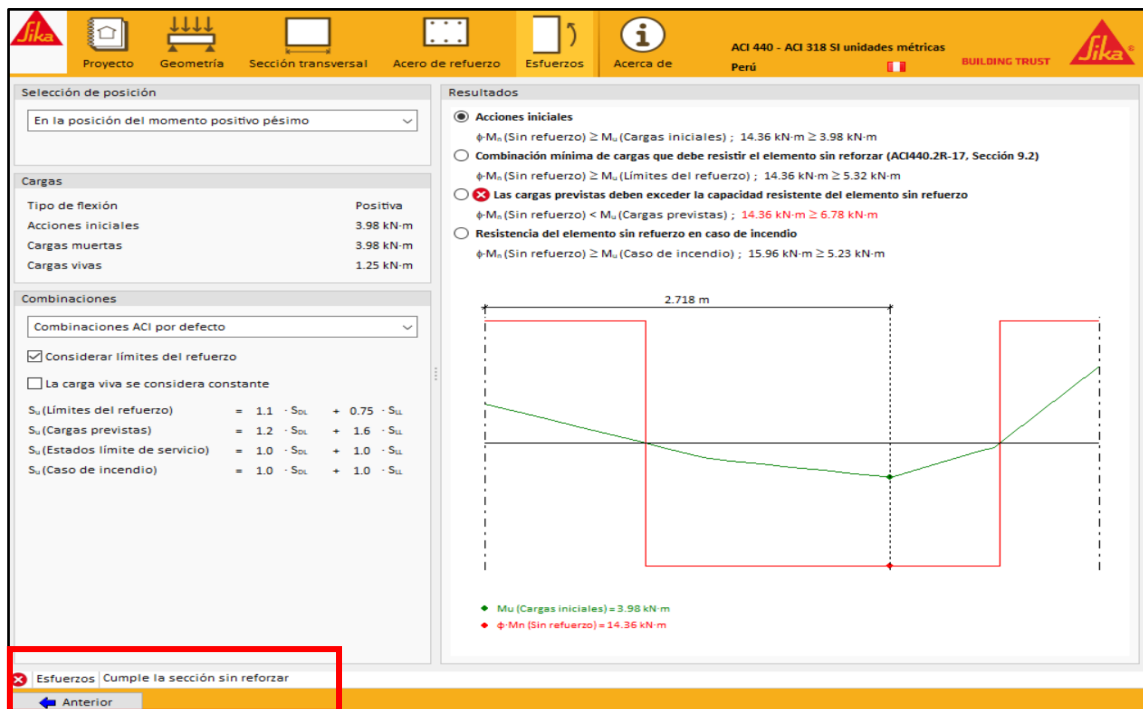 Sika
Proyecto
Geometría
Sección transversal
Acero de refuerzo
Esfuerzos
Acerca de
ACI 440 - ACI 318 SI unidades métricas
Perú
BUILDING TRUST
Sika®
Selección de posición
En la posición del momento positivo pésimo
Cargas
Tipo de flexión Positiva
Acciones iniciales 3.98 kN·m
Cargas muertas 3.98 kN·m
Cargas vivas 1.25 kN·m
Combinaciones
Combinaciones ACI por defecto
Considerar límites del refuerzo
La carga viva se considera constante
Sᵤ (Límites del refuerzo) = 1.1 · S_DL + 0.75 · S_LL
Sᵤ (Cargas previstas) = 1.2 · S_DL + 1.6 · S_LL
Sᵤ (Estados límite de servicio) = 1.0 · S_DL + 1.0 · S_LL
Sᵤ (Caso de incendio) = 1.0 · S_DL + 1.0 · S_LL
Resultados
Acciones iniciales
ϕ·Mₙ (Sin refuerzo) ≥ Mᵤ (Cargas iniciales) ; 14.36 kN·m ≥ 3.98 kN·m
Combinación mínima de cargas que debe resistir el elemento sin reforzar (ACI440.2R-17, Sección 9.2)
ϕ·Mₙ (Sin refuerzo) ≥ Mᵤ (Límites del refuerzo) ; 14.36 kN·m ≥ 5.32 kN·m
Las cargas previstas deben exceder la capacidad resistente del elemento sin refuerzo
ϕ·Mₙ (Sin refuerzo) < Mᵤ (Cargas previstas) ; 14.36 kN·m ≥ 6.78 kN·m
Resistencia del elemento sin refuerzo en caso de incendio
ϕ·Mₙ (Sin refuerzo) ≥ Mᵤ (Caso de incendio) ; 15.96 kN·m ≥ 5.23 kN·m
2.718 m
Mu (Cargas iniciales) = 3.98 kN·m
ϕ·Mn (Sin refuerzo) = 14.36 kN·m
Esfuerzos Cumple la sección sin reforzar
Anterior